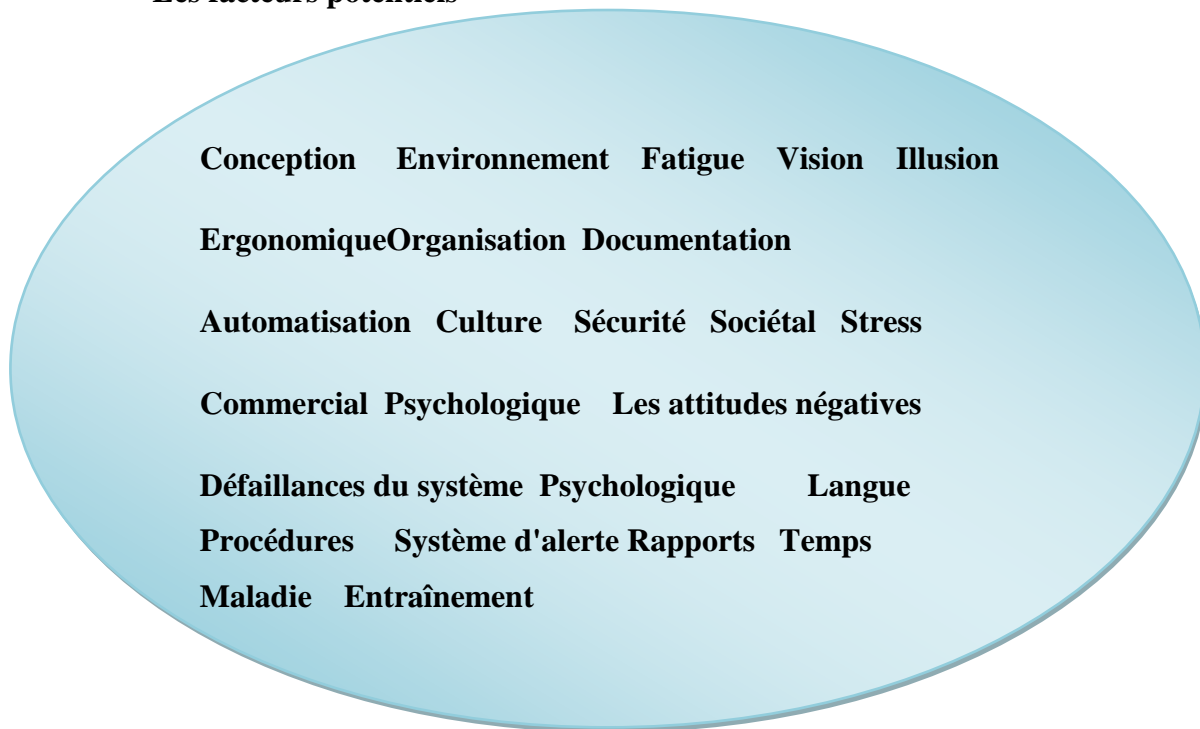 Les facteurs potentiels
Conception Environnement Fatigue Vision Illusion
ErgonomiqueOrganisation Documentation
Automatisation Culture Sécurité Sociétal Stress
Commercial Psychologique Les attitudes négatives
Défaillances du système Psychologique Langue
Procédures Système d'alerte Rapports Temps
Maladie Entraînement